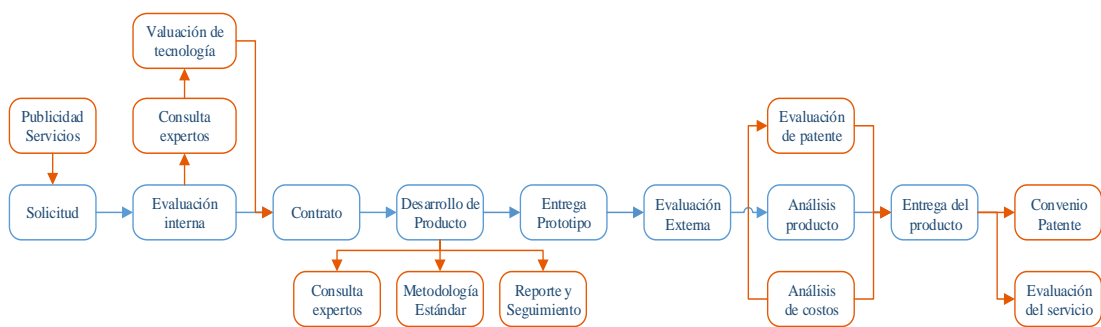 Valuación de
tecnología
Publicidad
Servicios
Consulta
expertos
Evaluación
de patente
Solicitud
Evaluación
interna
Contrato
Desarrollo de
Producto
Entrega
Prototipo
Evaluación
Externa
Análisis
producto
Entrega del
producto
Convenio
Patente
Consulta
expertos
Metodología
Estándar
Reporte y
Seguimiento
Análisis
de costos
Evaluación
del servicio